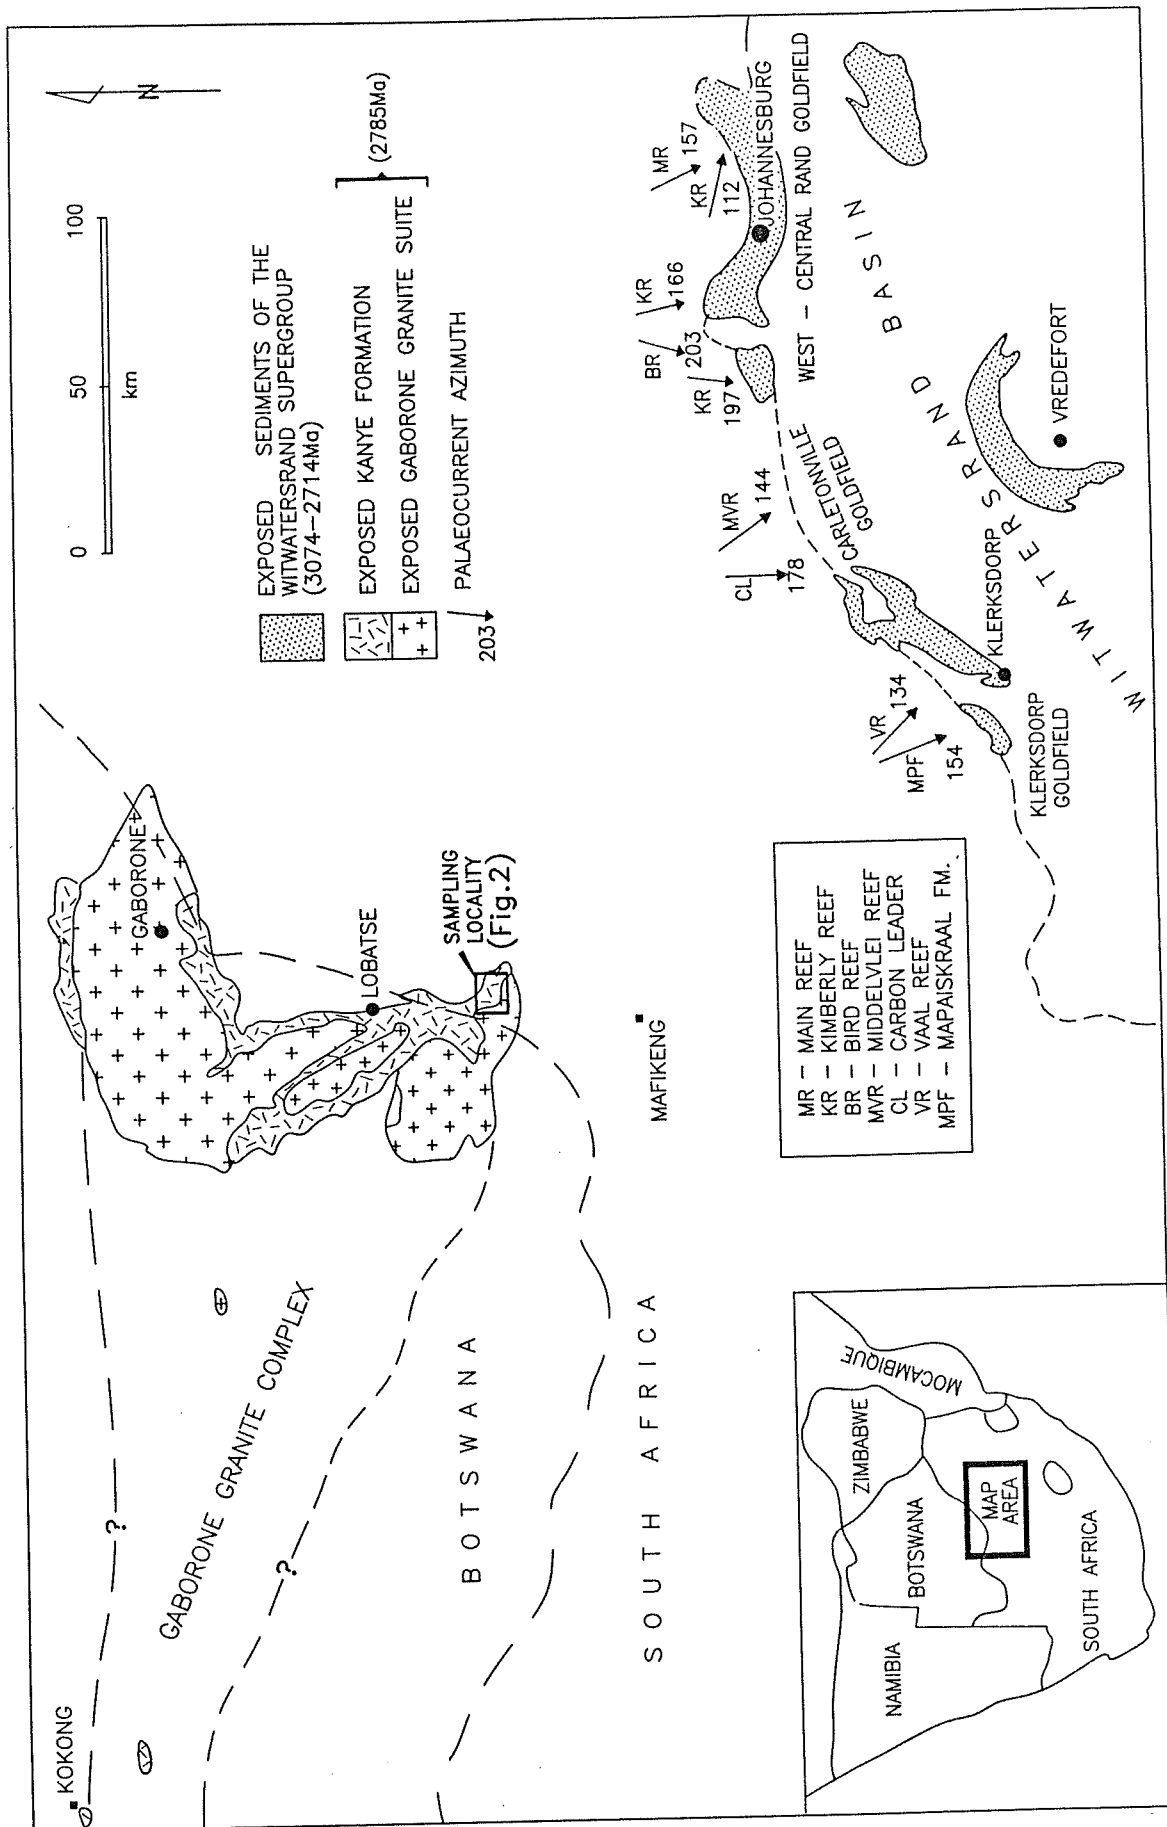 KOKONG
?
GABORONE GRANITE COMPLEX
?
BOTSWANA
SOUTH AFRICA
GABORONE
LOBATSE
SAMPLING
LOCALITY
(Fig.2)
MAFIKENG
N
0 50 100
km
EXPOSED SEDIMENTS OF THE
WITWATERSRAND SUPERGROUP
(3074-2714Ma)
EXPOSED KANYE FORMATION
EXPOSED GABORONE GRANITE SUITE
(2785Ma)
203
PALAEOCURRENT AZIMUTH
MR
157
KR
112
KR
166
BR
203
KR
197
MVR
144
CL
178
VR
134
MPF
154
JOHANNESBURG
WEST - CENTRAL RAND GOLDFIELD
CARLETONVILLE
GOLDFIELD
KLERKSDORP
KLERKSDORP
GOLDFIELD
WITWATERSRAND BASIN
VREDEFORT
MR - MAIN REEF
KR - KIMBERLY REEF
BR - BIRD REEF
MVR - MIDDELVLEI REEF
CL - CARBON LEADER
VR - VAAL REEF
MPF - MAPAISKRAAL FM.
NAMIBIA
BOTSWANA
ZIMBABWE
MOCAMBIQUE
MAP
AREA
SOUTH AFRICA